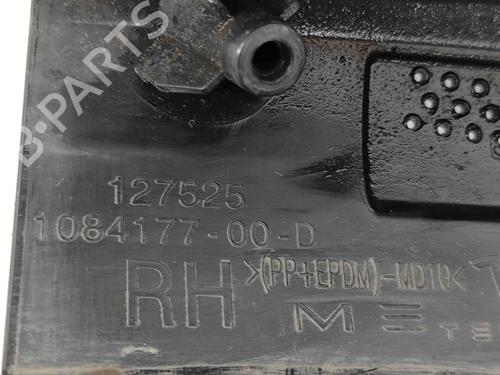 B-PARTS
127525
1084177-00-D
RH >(PP+EPDM)-MD10<